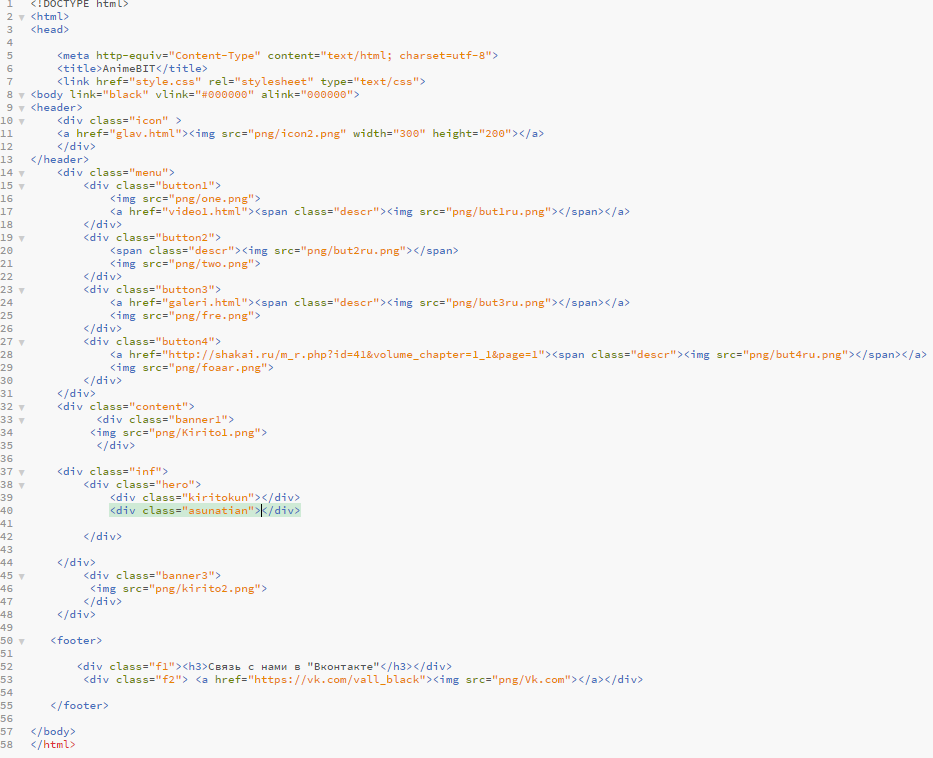 1 <!DOCTYPE html>
2 <html>
3 <head>
4
5 <meta http-equiv="Content-Type" content="text/html; charset=utf-8">
6 <title>AnimeBIT</title>
7 <link href="style.css" rel="stylesheet" type="text/css">
8 <body link="black" vlink="#000000" alink="000000">
9 <header>
10 <div class="icon" >
11 <a href="glav.html"><img src="png/icon2.png" width="300" height="200"></a>
12 </div>
13 </header>
14 <div class="menu">
15 <div class="button1">
16 <img src="png/one.png">
17 <a href="video1.html"><span class="descr"><img src="png/but1ru.png"></span></a>
18 </div>
19 <div class="button2">
20 <span class="descr"><img src="png/but2ru.png"></span>
21 <img src="png/two.png">
22 </div>
23 <div class="button3">
24 <a href="galeri.html"><span class="descr"><img src="png/but3ru.png"></span></a>
25 <img src="png/fre.png">
26 </div>
27 <div class="button4">
28 <a href="http://shakai.ru/m_r.php?id=41&volume_chapter=1_1&page=1"><span class="descr"><img src="png/but4ru.png"></span></a>
29 <img src="png/foaar.png">
30 </div>
31 </div>
32 <div class="content">
33 <div class="banner1">
34 <img src="png/Kirito1.png">
35 </div>
36
37 <div class="inf">
38 <div class="hero">
39 <div class="kiritokun"></div>
40 <div class="asunatian"></div>
41
42 </div>
43
44 </div>
45 <div class="banner3">
46 <img src="png/kirito2.png">
47 </div>
48 </div>
49
50 <footer>
51
52 <div class="f1"><h3>Связь с нами в "Вконтакте"</h3></div>
53 <div class="f2"> <a href="https://vk.com/vall_black"><img src="png/Vk.com"></a></div>
54
55 </footer>
56
57 </body>
58 </html>